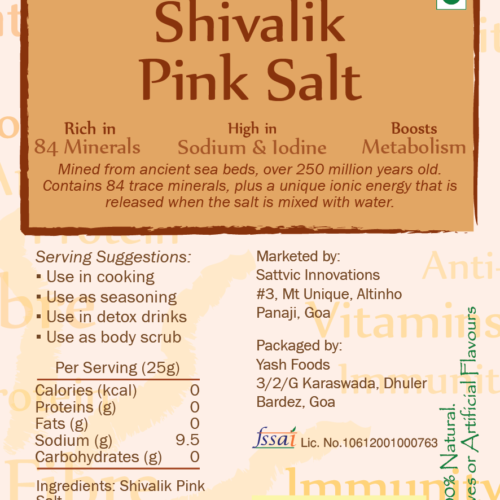 Shivalik
Pink Salt
Rich in
84 Minerals
High in
Sodium & Iodine
Boosts
Metabolism
Mined from ancient sea beds, over 250 million years old.
Contains 84 trace minerals, plus a unique ionic energy that is
released when the salt is mixed with water.
Serving Suggestions:
▪ Use in cooking
▪ Use as seasoning
▪ Use in detox drinks
▪ Use as body scrub
Per Serving (25g)
Calories (kcal) 0
Proteins (g) 0
Fats (g) 0
Sodium (g) 9.5
Carbohydrates (g) 0
Ingredients: Shivalik Pink
Salt
Marketed by:
Sattvic Innovations
#3, Mt Unique, Altinho
Panaji, Goa
Packaged by:
Yash Foods
3/2/G Karaswada, Dhuler
Bardez, Goa
fssai Lic. No.10612001000763
0% Natural.
ves or Artificial Flavours
Protein
Anti-
Vitamins
Immunit
Fibre
Immunity